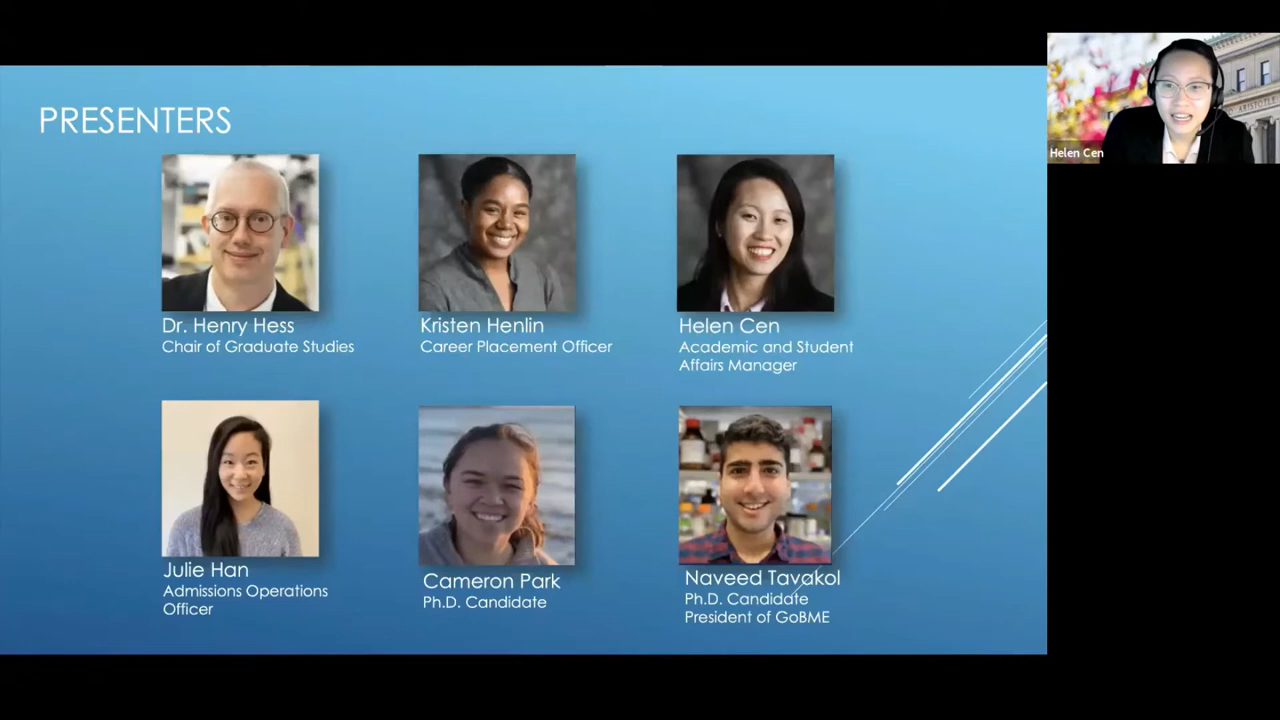 PRESENTERS
Dr. Henry Hess
Chair of Graduate Studies
Kristen Henlin
Career Placement Officer
Helen Cen
Academic and Student
Affairs Manager
Julie Han
Admissions Operations
Officer
Cameron Park
Ph.D. Candidate
Naveed Tavakol
Ph.D. Candidate
President of GoBME
ARISTOTLE
Helen Cen